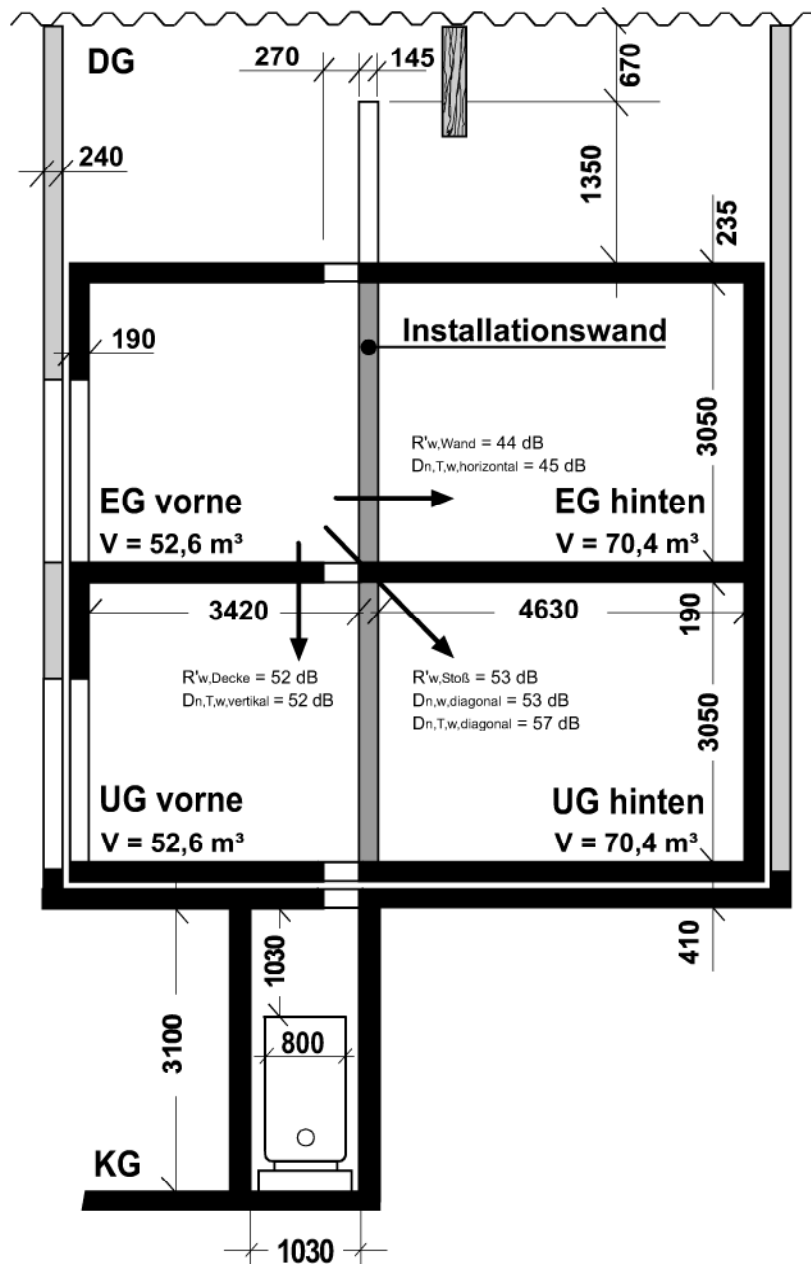 DG
270
145
670
240
1350
235
190
Installationswand
R'w,Wand = 44 dB
Dn,T,w,horizontal = 45 dB
3050
EG vorne
V = 52,6 m³
EG hinten
V = 70,4 m³
3420
4630
190
R'w,Decke = 52 dB
Dn,T,w,vertikal = 52 dB
R'w,Stoß = 53 dB
Dn,w,diagonal = 53 dB
Dn,T,w,diagonal = 57 dB
3050
UG vorne
V = 52,6 m³
UG hinten
V = 70,4 m³
1030
410
3100
800
KG
1030